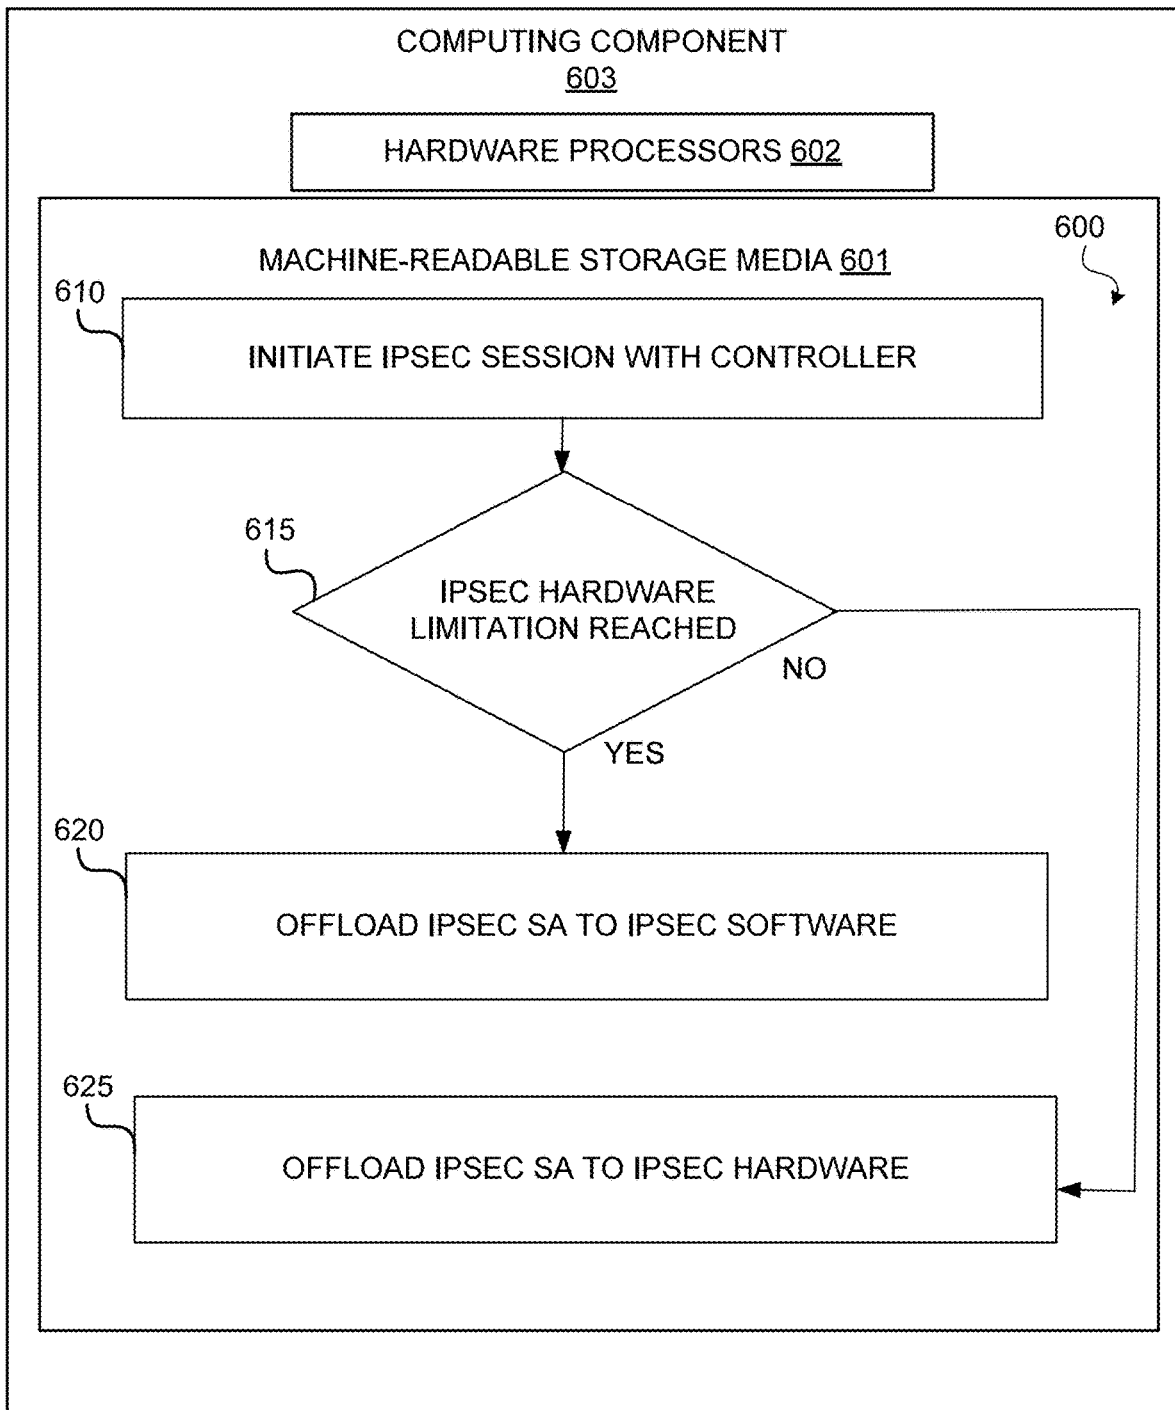 COMPUTING COMPONENT
603
HARDWARE PROCESSORS 602
600
MACHINE-READABLE STORAGE MEDIA 601
610
INITIATE IPSEC SESSION WITH CONTROLLER
615
IPSEC HARDWARE
LIMITATION REACHED
NO
YES
620
OFFLOAD IPSEC SA TO IPSEC SOFTWARE
625
OFFLOAD IPSEC SA TO IPSEC HARDWARE